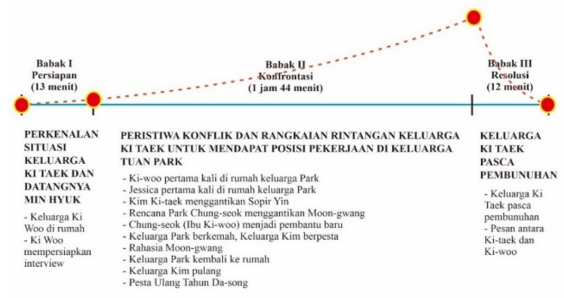 Babak I
Persiapan
(13 menit)
Babak II
Konfrontasi
(1 jam 44 menit)
Babak III
Resolusi
(12 menit)
PERKENALAN
SITUASI
KELUARGA
KI TAEK DAN
DATANGNYA
MIN HYUK
- Keluarga Ki
Woo di rumah
- Ki Woo
mempersiapkan
interview
PERISTIWA KONFLIK DAN RANGKAIAN RINTANGAN KELUARGA
KI TAEK UNTUK MENDAPAT POSISI PEKERJAAN DI KELUARGA
TUAN PARK
- Ki-woo pertama kali di rumah keluarga Park
- Jessica pertama kali di rumah keluarga Park
- Kim Ki-taek menggantikan Sopir Yin
- Rencana Park Chung-seok menggantikan Moon-gwang
- Chung-seok (Ibu Ki-woo) menjadi pembantu baru
- Keluarga Park berkemah, Keluarga Kim berpesta
- Rahasia Moon-gwang
- Keluarga Park kembali ke rumah
- Keluarga Kim pulang
- Pesta Ulang Tahun Da-song
KELUARGA
KI TAEK
PASCA
PEMBUNUHAN
- Keluarga Ki
Taek pasca
pembunuhan
- Pesan antara
Ki-taek dan
Ki-woo